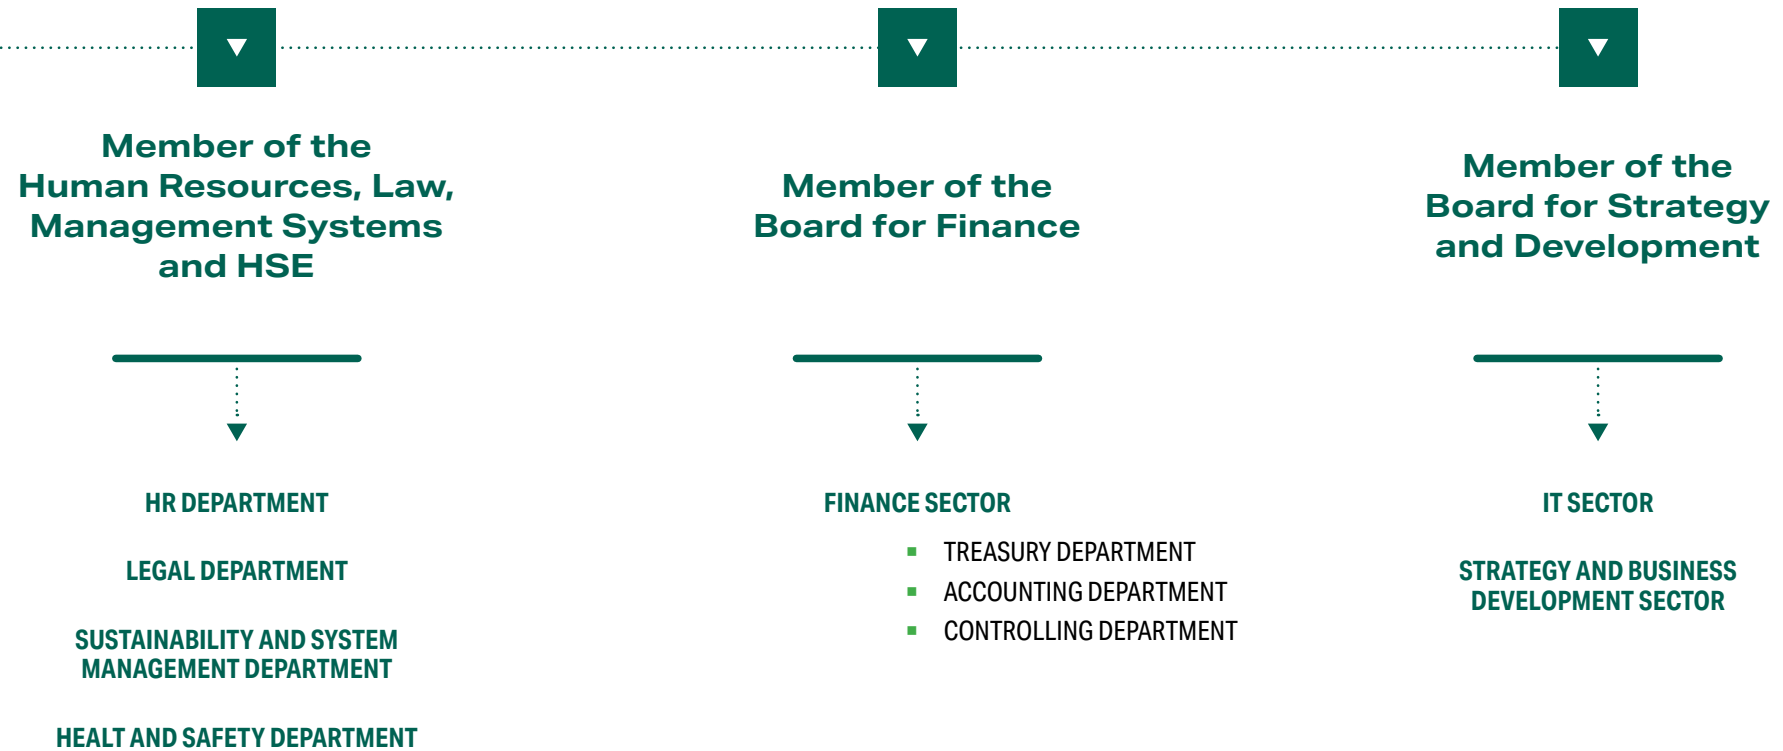 Member of the
Human Resources, Law,
Management Systems
and HSE
HR DEPARTMENT
LEGAL DEPARTMENT
SUSTAINABILITY AND SYSTEM
MANAGEMENT DEPARTMENT
HEALT AND SAFETY DEPARTMENT
Member of the
Board for Finance
FINANCE SECTOR
TREASURY DEPARTMENT
ACCOUNTING DEPARTMENT
CONTROLLING DEPARTMENT
Member of the
Board for Strategy
and Development
IT SECTOR
STRATEGY AND BUSINESS
DEVELOPMENT SECTOR